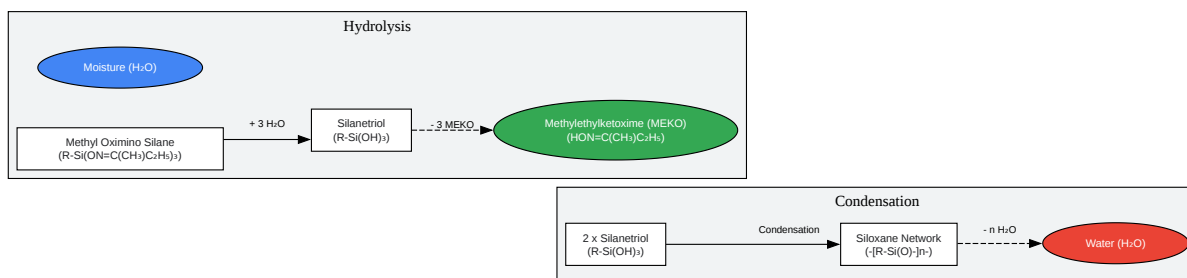 Hydrolysis
Moisture (H₂O)
+ 3 H₂O
Silanetriol
(R-Si(OH)₃)
- 3 MEKO
Methylethylketoxime (MEKO)
(HON=C(CH₃)C₂H₅)
Methyl Oximino Silane
(R-Si(ON=C(CH₃)C₂H₅)₃)
Condensation
2 x Silanetriol
(R-Si(OH)₃)
Condensation
Siloxane Network
(-[R-Si(O)-]n-)
- n H₂O
Water (H₂O)